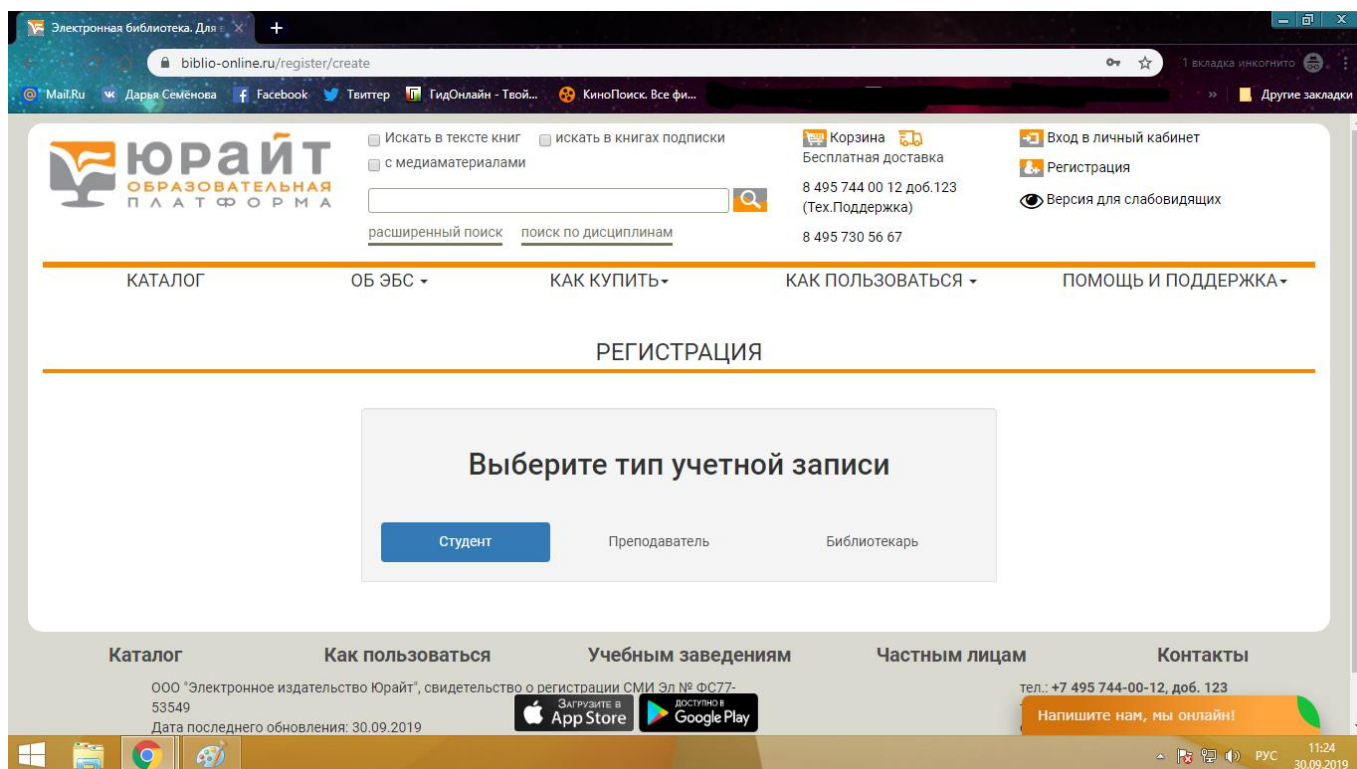 Электронная библиотека. Для
biblio-online.ru/register/create
1 вкладка инкогнито
Mail.Ru Дарья Семёнова Facebook Твиттер ГидОнлайн - Твой... КиноПоиск. Все фи... » Другие закладки
ЮРАЙТ
ОБРАЗОВАТЕЛЬНАЯ
ПЛАТФОРМА
Искать в тексте книг искать в книгах подписки
с медиаматериалами
расширенный поиск поиск по дисциплинам
Корзина
Бесплатная доставка
8 495 744 00 12 доб.123
(Тех.Поддержка)
8 495 730 56 67
Вход в личный кабинет
Регистрация
Версия для слабовидящих
КАТАЛОГ ОБ ЭБС КАК КУПИТЬ КАК ПОЛЬЗОВАТЬСЯ ПОМОЩЬ И ПОДДЕРЖКА
РЕГИСТРАЦИЯ
Выберите тип учетной записи
Студент Преподаватель Библиотекарь
Каталог Как пользоваться Учебным заведениям Частным лицам Контакты
ООО "Электронное издательство Юрайт", свидетельство о регистрации СМИ Эл № ФС77-
53549
Дата последнего обновления: 30.09.2019
Загрузите в
App Store
ДОСТУПНО В
Google Play
тел.: +7 495 744-00-12, доб. 123
Напишите нам, мы онлайн!
РУС
11:24
30.09.2019